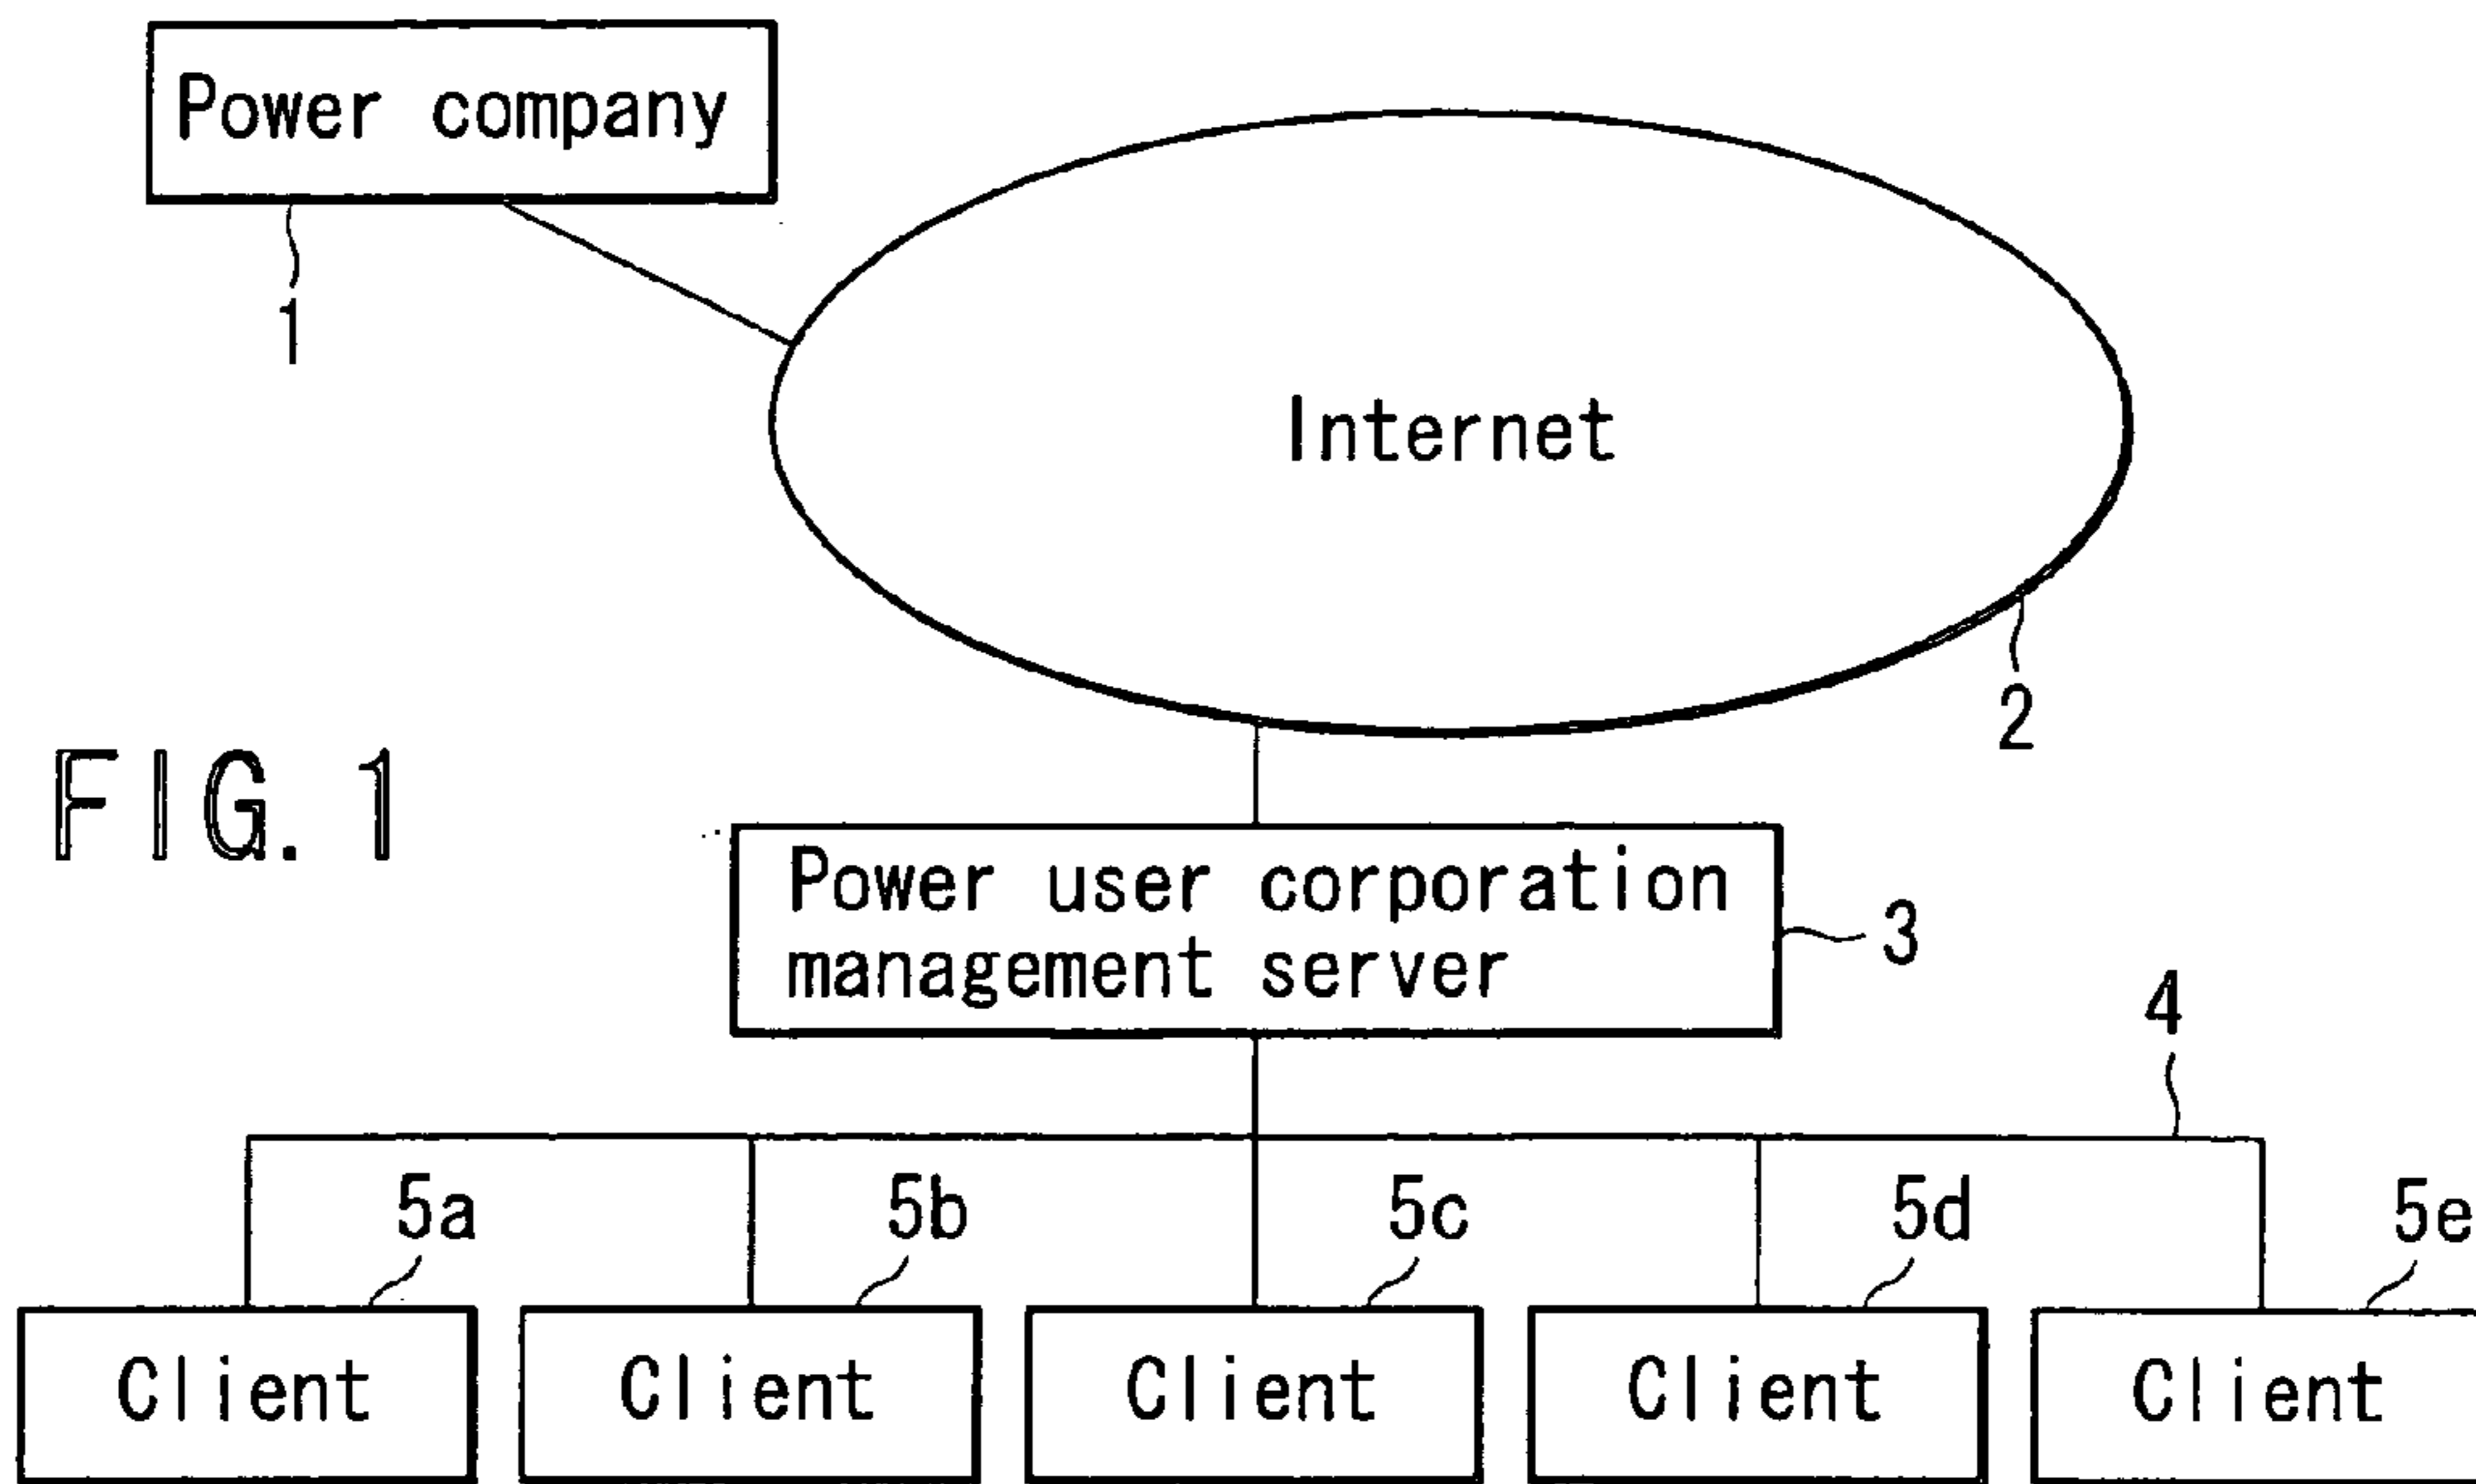 Power company
1
Internet
2
FIG. 1
Power user corporation
management server
3
4
5a
5b
5c
5d
5e
Client
Client
Client
Client
Client